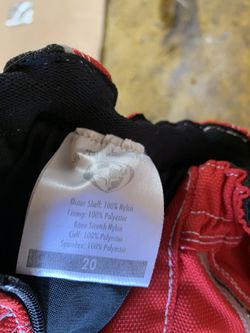 Outer Shell: 100% Nylon
Lining: 100% Polyester
Knee Stretch Nylon
Cuff: 100% Polyester
Spandex: 100% Polyester
20